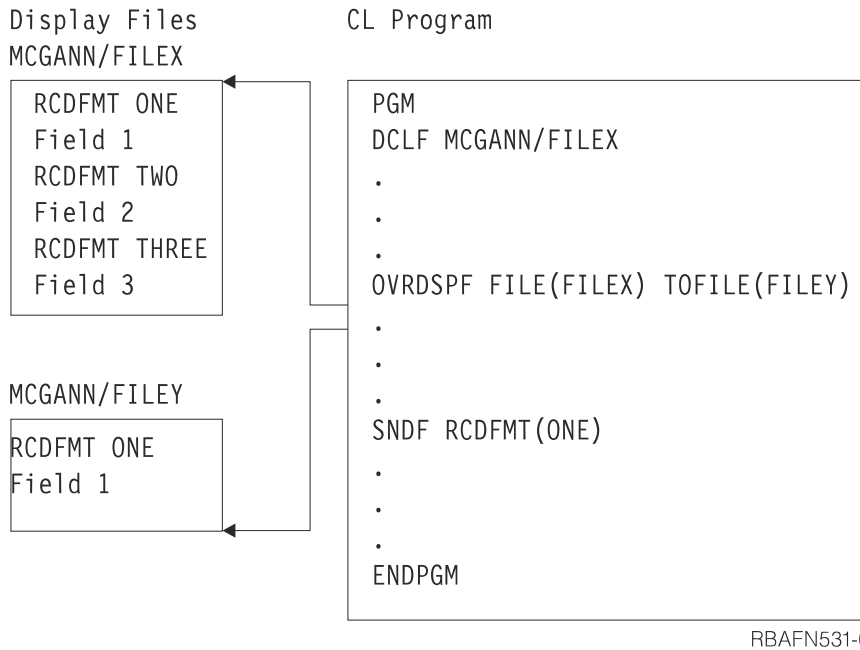 Display Files
MCGANN/FILEX
RCDFMT ONE
Field 1
RCDFMT TWO
Field 2
RCDFMT THREE
Field 3
MCGANN/FILEY
RCDFMT ONE
Field 1
CL Program
PGM
DCLF MCGANN/FILEX
.
.
.
OVRDSPF FILE(FILEX) TOFILE(FILEY)
.
.
.
SNDF RCDFMT(ONE)
.
.
.
ENDPGM